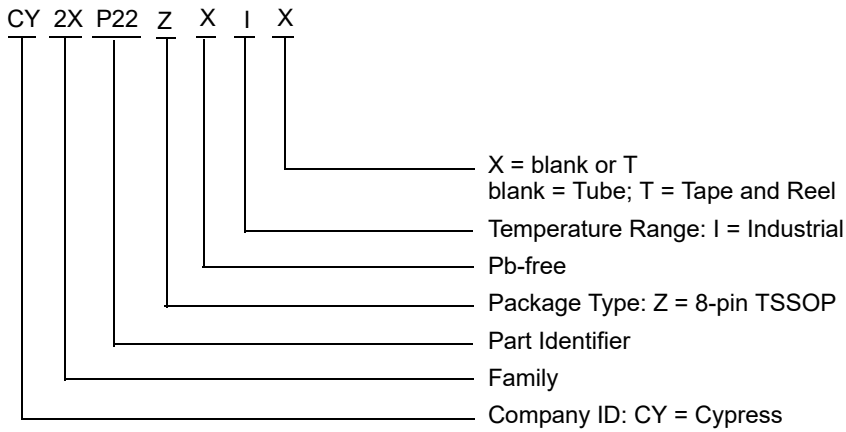 CY 2X P22 Z X I X
X = blank or T
blank = Tube; T = Tape and Reel
Temperature Range: I = Industrial
Pb-free
Package Type: Z = 8-pin TSSOP
Part Identifier
Family
Company ID: CY = Cypress